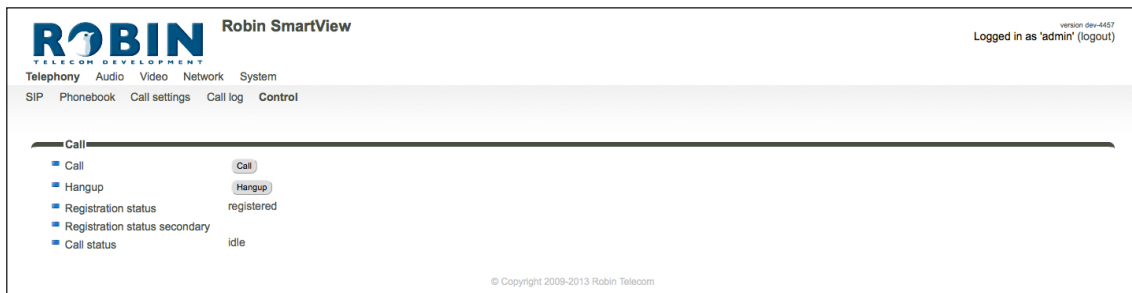 ROBIN
TELECOM DEVELOPMENT
Robin SmartView
version dev-4457
Logged in as 'admin' (logout)
Telephony Audio Video Network System
SIP Phonebook Call settings Call log Control
Call
Call Call
Hangup Hangup
Registration status registered
Registration status secondary
Call status idle
© Copyright 2009-2013 Robin Telecom